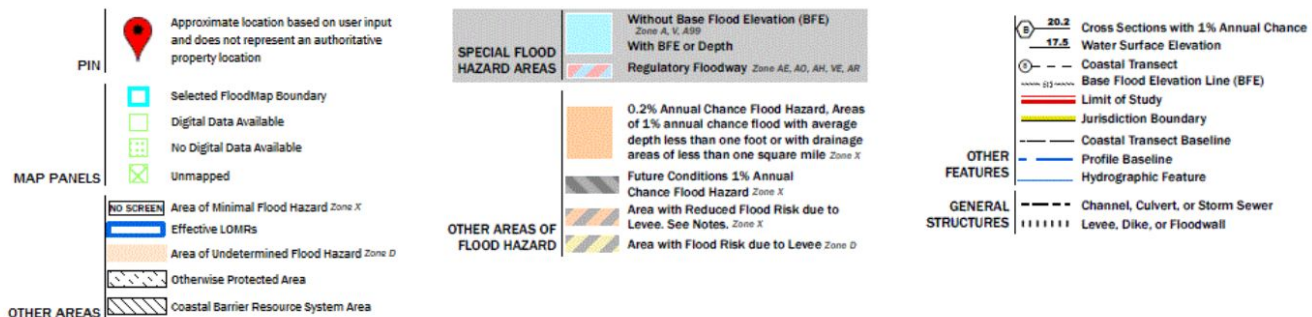 PIN
Approximate location based on user input
and does not represent an authoritative
property location
MAP PANELS
Selected FloodMap Boundary
Digital Data Available
No Digital Data Available
Unmapped
OTHER AREAS
NO SCREEN Area of Minimal Flood Hazard Zone X
Effective LOMRs
Area of Undetermined Flood Hazard Zone D
Otherwise Protected Area
Coastal Barrier Resource System Area
SPECIAL FLOOD
HAZARD AREAS
Without Base Flood Elevation (BFE)
Zone A, V, A99
With BFE or Depth
Regulatory Floodway Zone AE, AO, AH, VE, AR
OTHER AREAS OF
FLOOD HAZARD
0.2% Annual Chance Flood Hazard, Areas
of 1% annual chance flood with average
depth less than one foot or with drainage
areas of less than one square mile Zone X
Future Conditions 1% Annual
Chance Flood Hazard Zone X
Area with Reduced Flood Risk due to
Levee. See Notes. Zone X
Area with Flood Risk due to Levee Zone D
OTHER
FEATURES
B 20.2 Cross Sections with 1% Annual Chance
17.5 Water Surface Elevation
8 Coastal Transect
513 Base Flood Elevation Line (BFE)
Limit of Study
Jurisdiction Boundary
Coastal Transect Baseline
Profile Baseline
Hydrographic Feature
GENERAL
STRUCTURES
Channel, Culvert, or Storm Sewer
Levee, Dike, or Floodwall